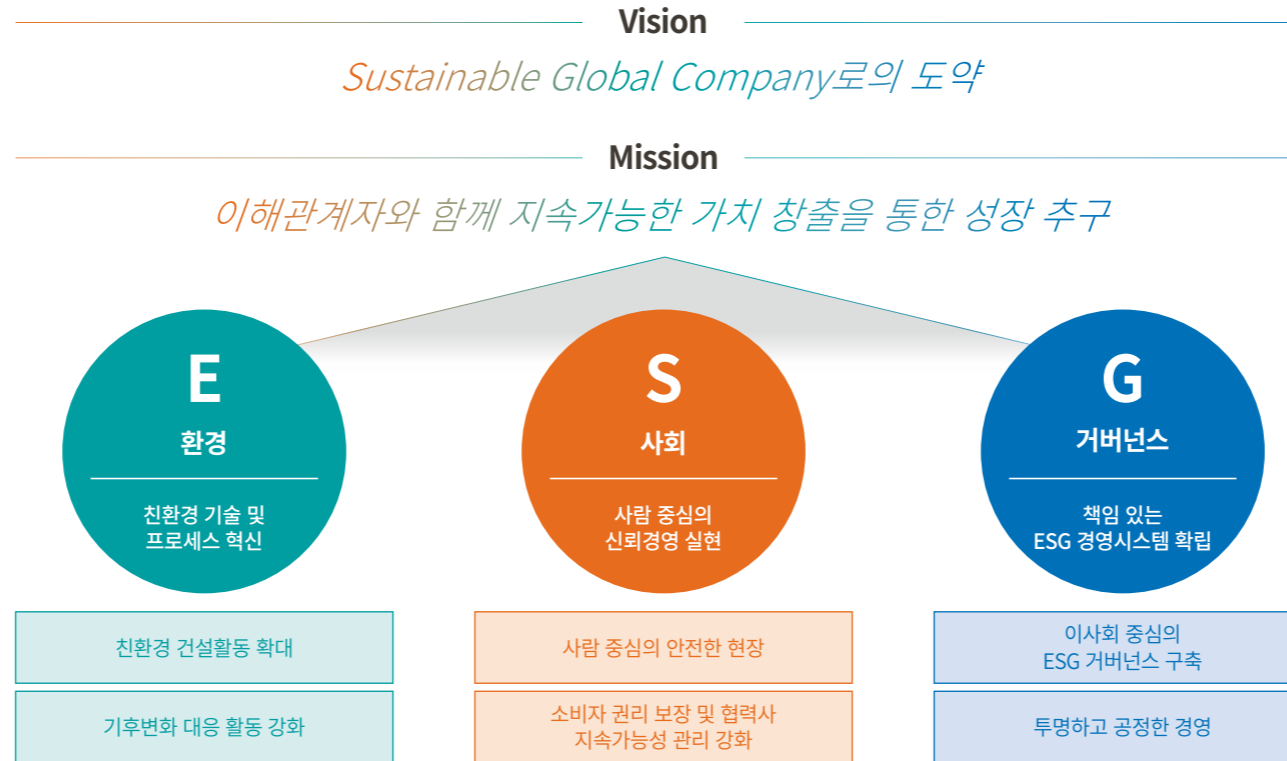 Vision
Sustainable Global Company로의 도약
Mission
이해관계자와 함께 지속가능한 가치 창출을 통한 성장 추구
E
환경
친환경 기술 및
프로세스 혁신
친환경 건설활동 확대
기후변화 대응 활동 강화
S
사회
사람 중심의
신뢰경영 실현
사람 중심의 안전한 현장
소비자 권리 보장 및 협력사
지속가능성 관리 강화
G
거버넌스
책임 있는
ESG 경영시스템 확립
이사회 중심의
ESG 거버넌스 구축
투명하고 공정한 경영